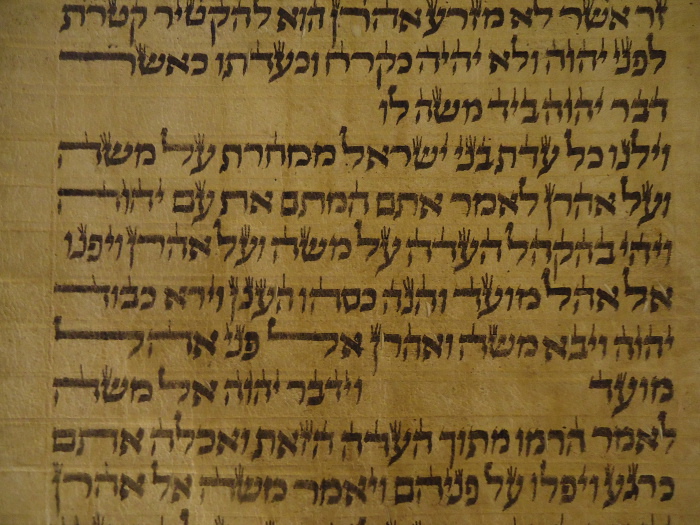 זר אשר לא מזרע אהרן הוא להקטיר קטרת
לפני יהוה ולא יהיה כקרח וכעדתו כאשר
דבר יהוה ביד משה לו
וילנו כל עדת בני ישראל ממחרת על משה
ועל אהרן לאמר אתם המתם את עם יהוה
ויהי בהקהל העדה על משה ועל אהרן ויפנו
אל אהל מועד והנה כסהו הענן וירא כבוד
יהוה ויבא משה ואהרן אל פני אהל
מועד וידבר יהוה אל משה
לאמר הרמו מתוך העדה הזאת ואכלה אתם
כרגע ויפלו על פניהם ויאמר משה אל אהרן